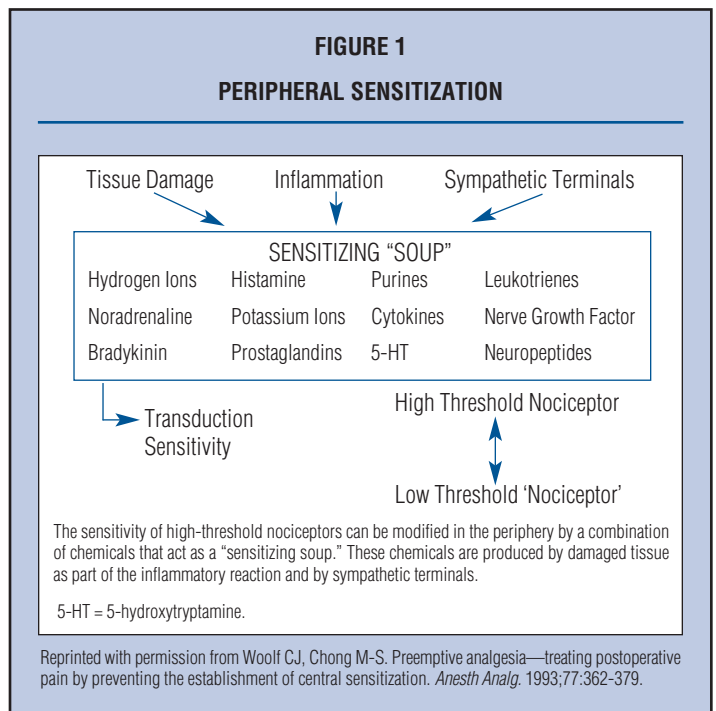 FIGURE 1
PERIPHERAL SENSITIZATION
Tissue Damage Inflammation Sympathetic Terminals
SENSITIZING “SOUP”
Hydrogen Ions Histamine Purines Leukotrienes
Noradrenaline Potassium Ions Cytokines Nerve Growth Factor
Bradykinin Prostaglandins 5-HT Neuropeptides
Transduction
Sensitivity
High Threshold Nociceptor
Low Threshold ‘Nociceptor’
The sensitivity of high-threshold nociceptors can be modified in the periphery by a combination
of chemicals that act as a “sensitizing soup.” These chemicals are produced by damaged tissue
as part of the inflammatory reaction and by sympathetic terminals.
5-HT = 5-hydroxytryptamine.
Reprinted with permission from Woolf CJ, Chong M-S. Preemptive analgesia—treating postoperative
pain by preventing the establishment of central sensitization. Anesth Analg. 1993;77:362-379.